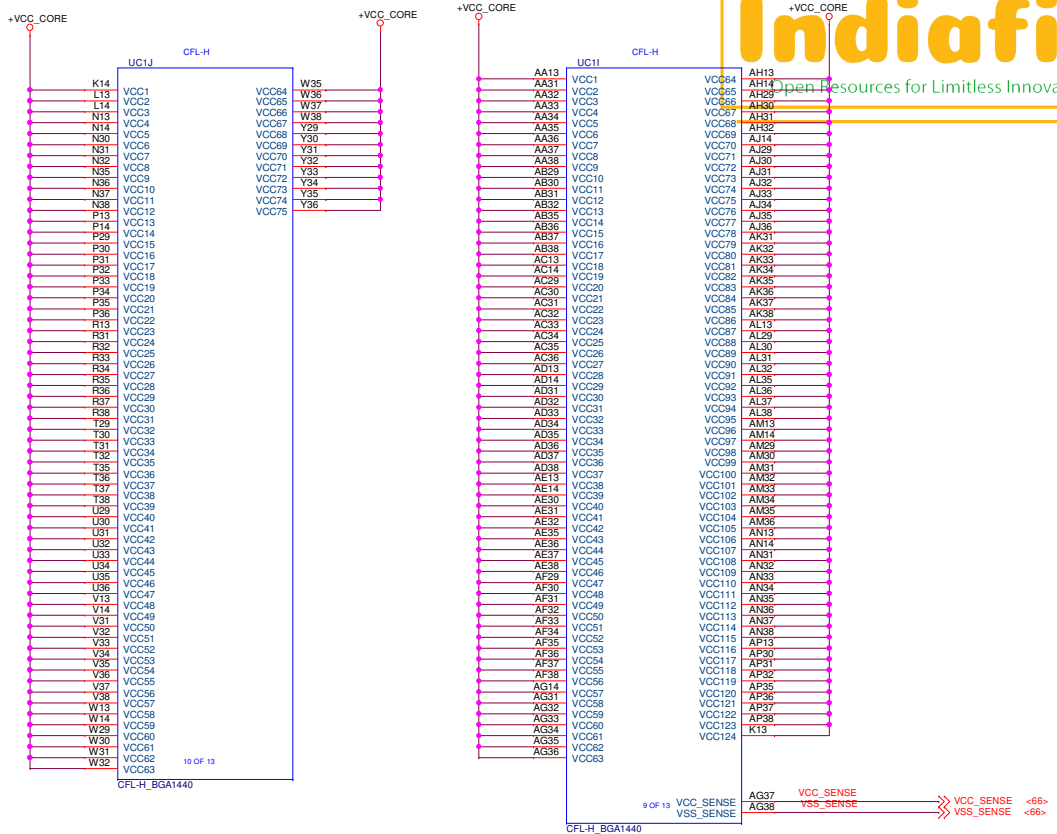 +VCC_CORE
+VCC_CORE
CFL-H
UC1J
K14 VCC1 VCC64 W35
L13 VCC2 VCC65 W36
L14 VCC3 VCC66 W37
N13 VCC4 VCC67 W38
N14 VCC5 VCC68 Y29
N30 VCC6 VCC69 Y30
N31 VCC7 VCC70 Y31
N32 VCC8 VCC71 Y32
N35 VCC9 VCC72 Y33
N36 VCC10 VCC73 Y34
N37 VCC11 VCC74 Y35
N38 VCC12 VCC75 Y36
P13 VCC13
P14 VCC14
P29 VCC15
P30 VCC16
P31 VCC17
P32 VCC18
P33 VCC19
P34 VCC20
P35 VCC21
P36 VCC22
R13 VCC23
R31 VCC24
R32 VCC25
R33 VCC26
R34 VCC27
R35 VCC28
R36 VCC29
R37 VCC30
R38 VCC31
T29 VCC32
T30 VCC33
T31 VCC34
T32 VCC35
T35 VCC36
T36 VCC37
T37 VCC38
T38 VCC39
U29 VCC40
U30 VCC41
U31 VCC42
U32 VCC43
U33 VCC44
U34 VCC45
U35 VCC46
U36 VCC47
V13 VCC48
V14 VCC49
V31 VCC50
V32 VCC51
V33 VCC52
V34 VCC53
V35 VCC54
V36 VCC55
V37 VCC56
V38 VCC57
W13 VCC58
W14 VCC59
W29 VCC60
W30 VCC61
W31 VCC62
W32 VCC63
10 OF 13
CFL-H_BGA1440
+VCC_CORE
+VCC_CORE
Indiafi
Open Resources for Limitless Innova
CFL-H
UC1I
AA13 VCC1 VCC64 AH13
AA31 VCC2 VCC65 AH14
AA32 VCC3 VCC66 AH29
AA33 VCC4 VCC67 AH30
AA34 VCC5 VCC68 AH31
AA35 VCC6 VCC69 AH32
AA36 VCC7 VCC70 AJ14
AA37 VCC8 VCC71 AJ29
AA38 VCC9 VCC72 AJ30
AB29 VCC10 VCC73 AJ31
AB30 VCC11 VCC74 AJ32
AB31 VCC12 VCC75 AJ33
AB32 VCC13 VCC76 AJ34
AB35 VCC14 VCC77 AJ35
AB36 VCC15 VCC78 AJ36
AB37 VCC16 VCC79 AK31
AB38 VCC17 VCC80 AK32
AC13 VCC18 VCC81 AK33
AC14 VCC19 VCC82 AK34
AC29 VCC20 VCC83 AK35
AC30 VCC21 VCC84 AK36
AC31 VCC22 VCC85 AK37
AC32 VCC23 VCC86 AK38
AC33 VCC24 VCC87 AL13
AC34 VCC25 VCC88 AL29
AC35 VCC26 VCC89 AL30
AC36 VCC27 VCC90 AL31
AD13 VCC28 VCC91 AL32
AD14 VCC29 VCC92 AL35
AD31 VCC30 VCC93 AL36
AD32 VCC31 VCC94 AL37
AD33 VCC32 VCC95 AL38
AD34 VCC33 VCC96 AM13
AD35 VCC34 VCC97 AM14
AD36 VCC35 VCC98 AM29
AD37 VCC36 VCC99 AM30
AD38 VCC37 VCC100 AM31
AE13 VCC38 VCC101 AM32
AE14 VCC39 VCC102 AM33
AE30 VCC40 VCC103 AM34
AE31 VCC41 VCC104 AM35
AE32 VCC42 VCC105 AM36
AE35 VCC43 VCC106 AN13
AE36 VCC44 VCC107 AN14
AE37 VCC45 VCC108 AN31
AE38 VCC46 VCC109 AN32
AF29 VCC47 VCC110 AN33
AF30 VCC48 VCC111 AN34
AF31 VCC49 VCC112 AN35
AF32 VCC50 VCC113 AN36
AF33 VCC51 VCC114 AN37
AF34 VCC52 VCC115 AN38
AF35 VCC53 VCC116 AP13
AF36 VCC54 VCC117 AP30
AF37 VCC55 VCC118 AP31
AF38 VCC56 VCC119 AP32
AG14 VCC57 VCC120 AP35
AG31 VCC58 VCC121 AP36
AG32 VCC59 VCC122 AP37
AG33 VCC60 VCC123 AP38
AG34 VCC61 VCC124 K13
AG35 VCC62
AG36 VCC63
9 OF 13 VCC_SENSE AG37 VCC_SENSE VCC_SENSE <66>
VSS_SENSE AG38 VSS_SENSE VSS_SENSE <66>
CFL-H_BGA1440